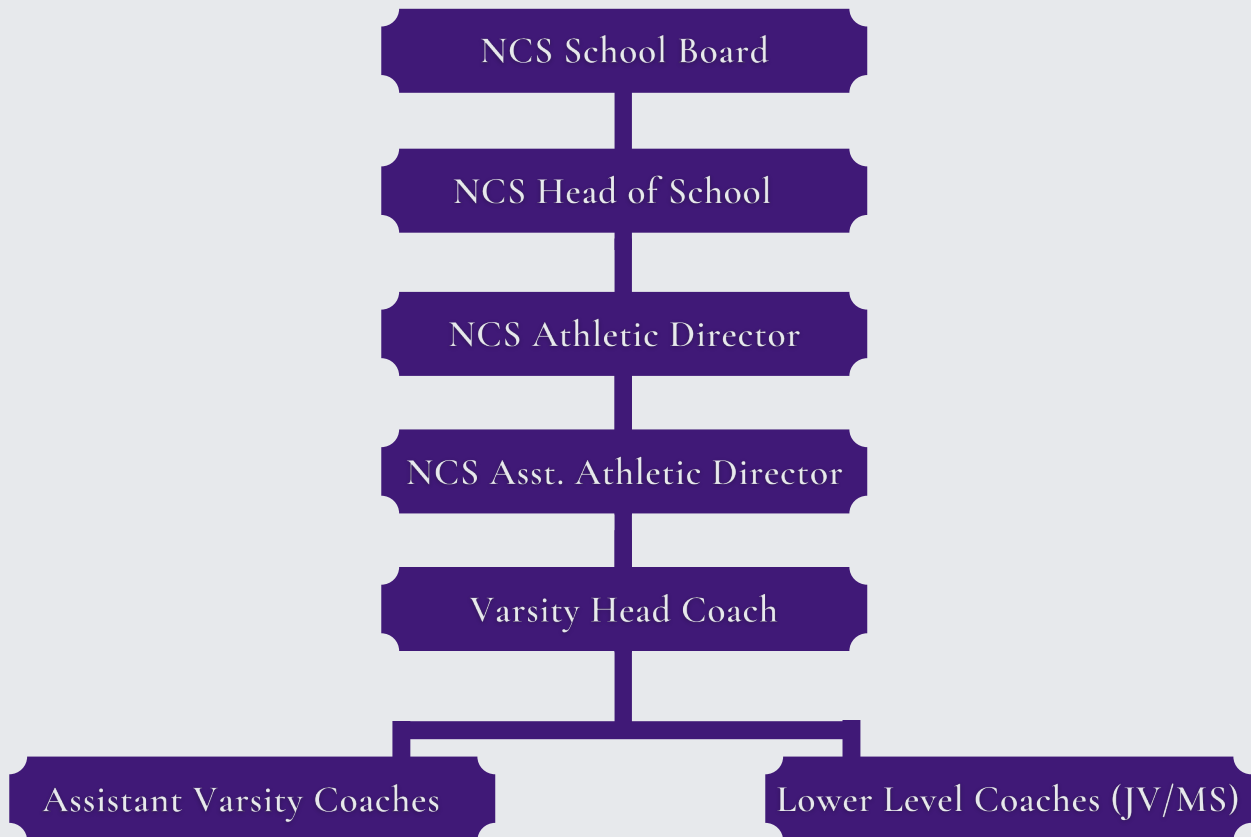 NCS School Board
NCS Head of School
NCS Athletic Director
NCS Asst. Athletic Director
Varsity Head Coach
Assistant Varsity Coaches
Lower Level Coaches (JV/MS)